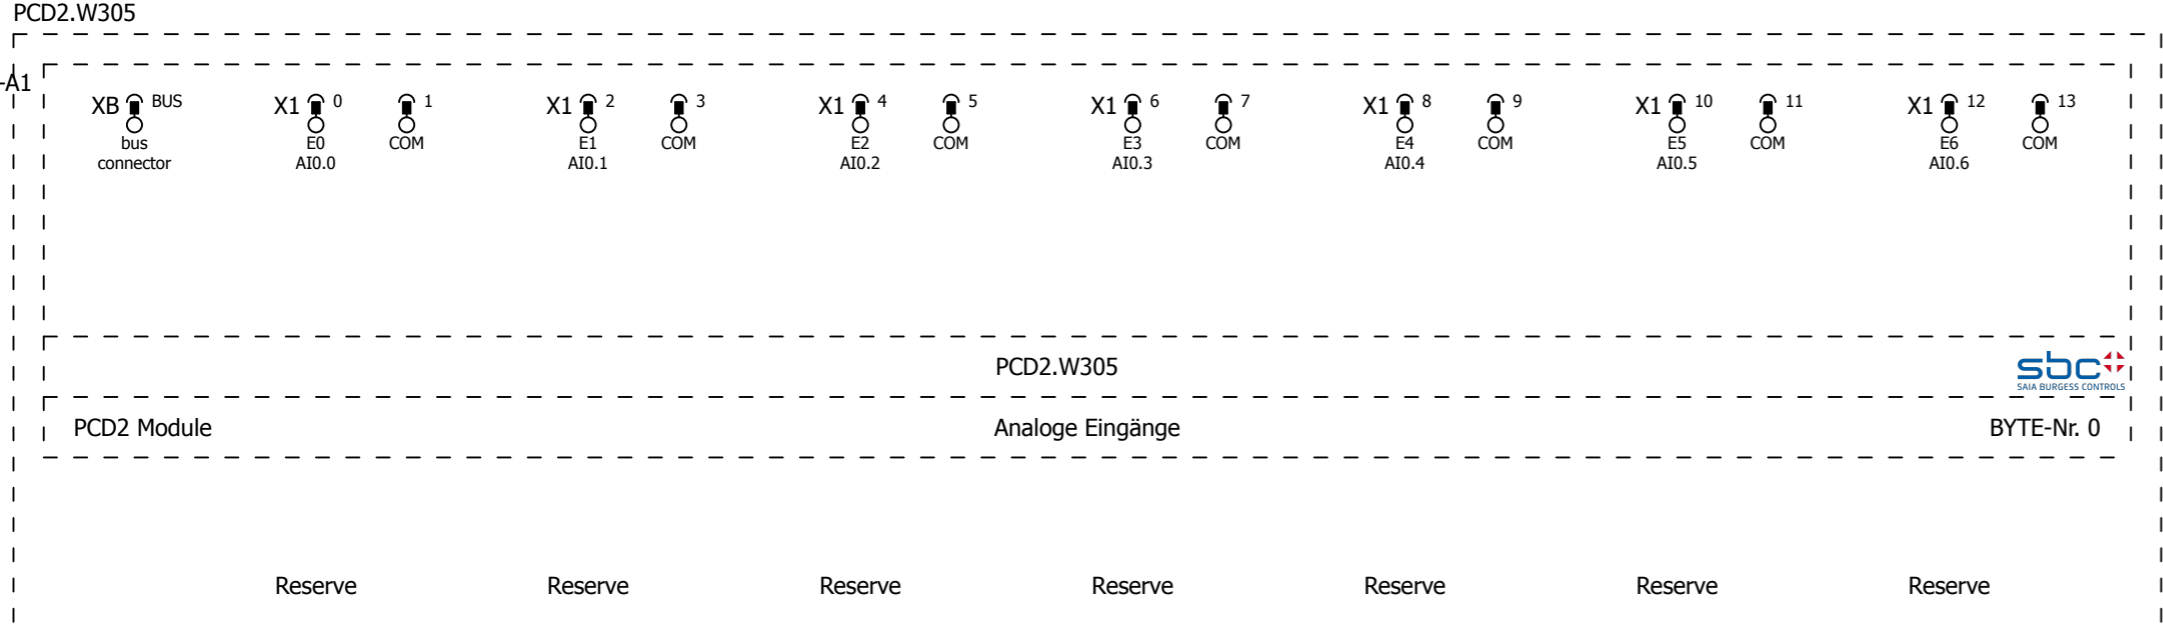 PCD2.W305
-A1
XB BUS X1 0 1 X1 2 3 X1 4 5 X1 6 7 X1 8 9 X1 10 11 X1 12 13
bus E0 COM E1 COM E2 COM E3 COM E4 COM E5 COM E6 COM
connector AI0.0 AI0.1 AI0.2 AI0.3 AI0.4 AI0.5 AI0.6
PCD2.W305
sbc
SAIA BURGESS CONTROLS
PCD2 Module Analoge Eingänge BYTE-Nr. 0
Reserve Reserve Reserve Reserve Reserve Reserve Reserve